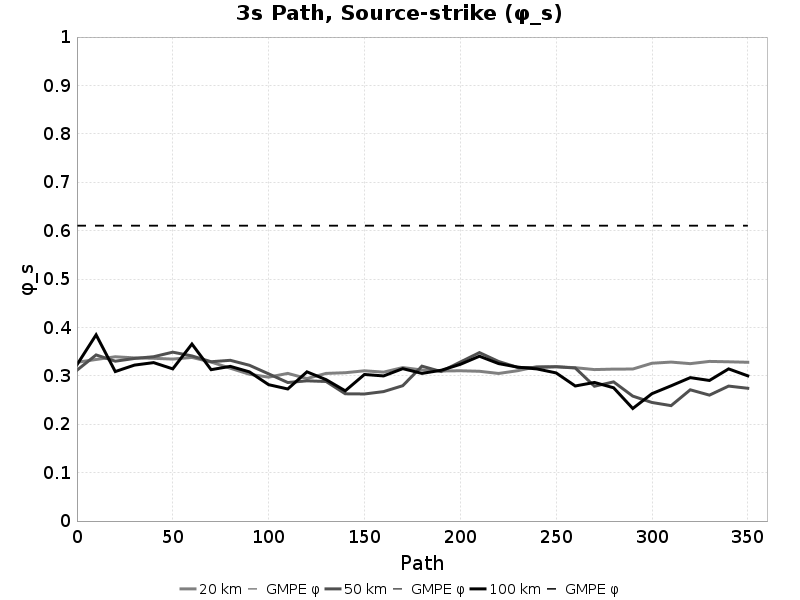 3s Path, Source-strike (φ_s)
1
0.9
0.8
0.7
0.6
0.5
0.4
0.3
0.2
0.1
0
φ_s
0 50 100 150 200 250 300 350
Path
20 km GMPE φ 50 km GMPE φ 100 km GMPE φ